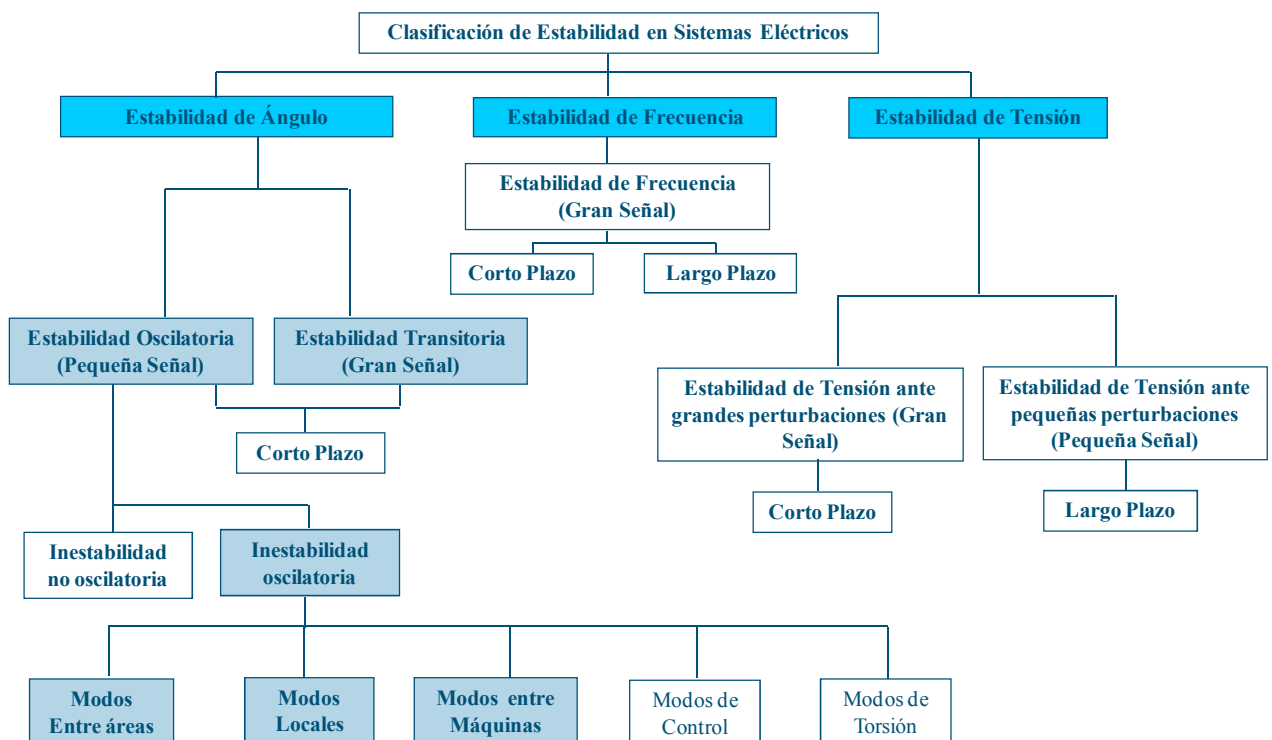 Clasificación de Estabilidad en Sistemas Eléctricos
Estabilidad de Ángulo
Estabilidad de Frecuencia
Estabilidad de Tensión
Estabilidad de Frecuencia
(Gran Señal)
Corto Plazo
Largo Plazo
Estabilidad Oscilatoria
(Pequeña Señal)
Estabilidad Transitoria
(Gran Señal)
Corto Plazo
Estabilidad de Tensión ante
grandes perturbaciones (Gran
Señal)
Estabilidad de Tensión ante
pequeñas perturbaciones
(Pequeña Señal)
Corto Plazo
Largo Plazo
Inestabilidad
no oscilatoria
Inestabilidad
oscilatoria
Modos
Entre áreas
Modos
Locales
Modos entre
Máquinas
Modos de
Control
Modos de
Torsión